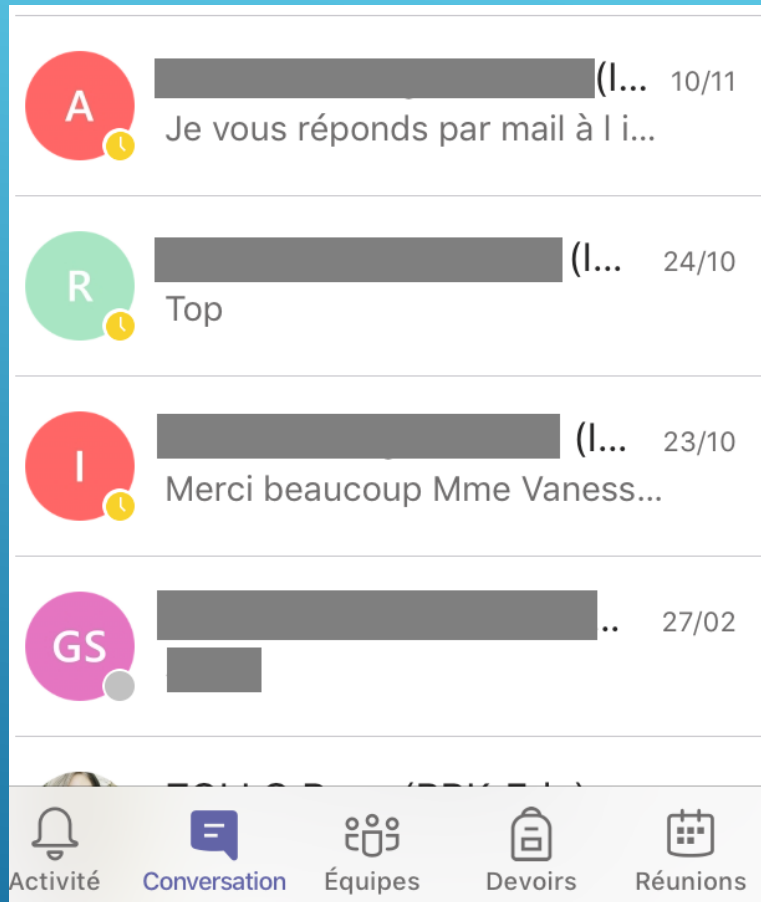 A
(I... 10/11
Je vous réponds par mail à l i...
R
(I... 24/10
Top
I
(I... 23/10
Merci beaucoup Mme Vaness...
GS
.. 27/02
Activité Conversation Équipes Devoirs Réunions